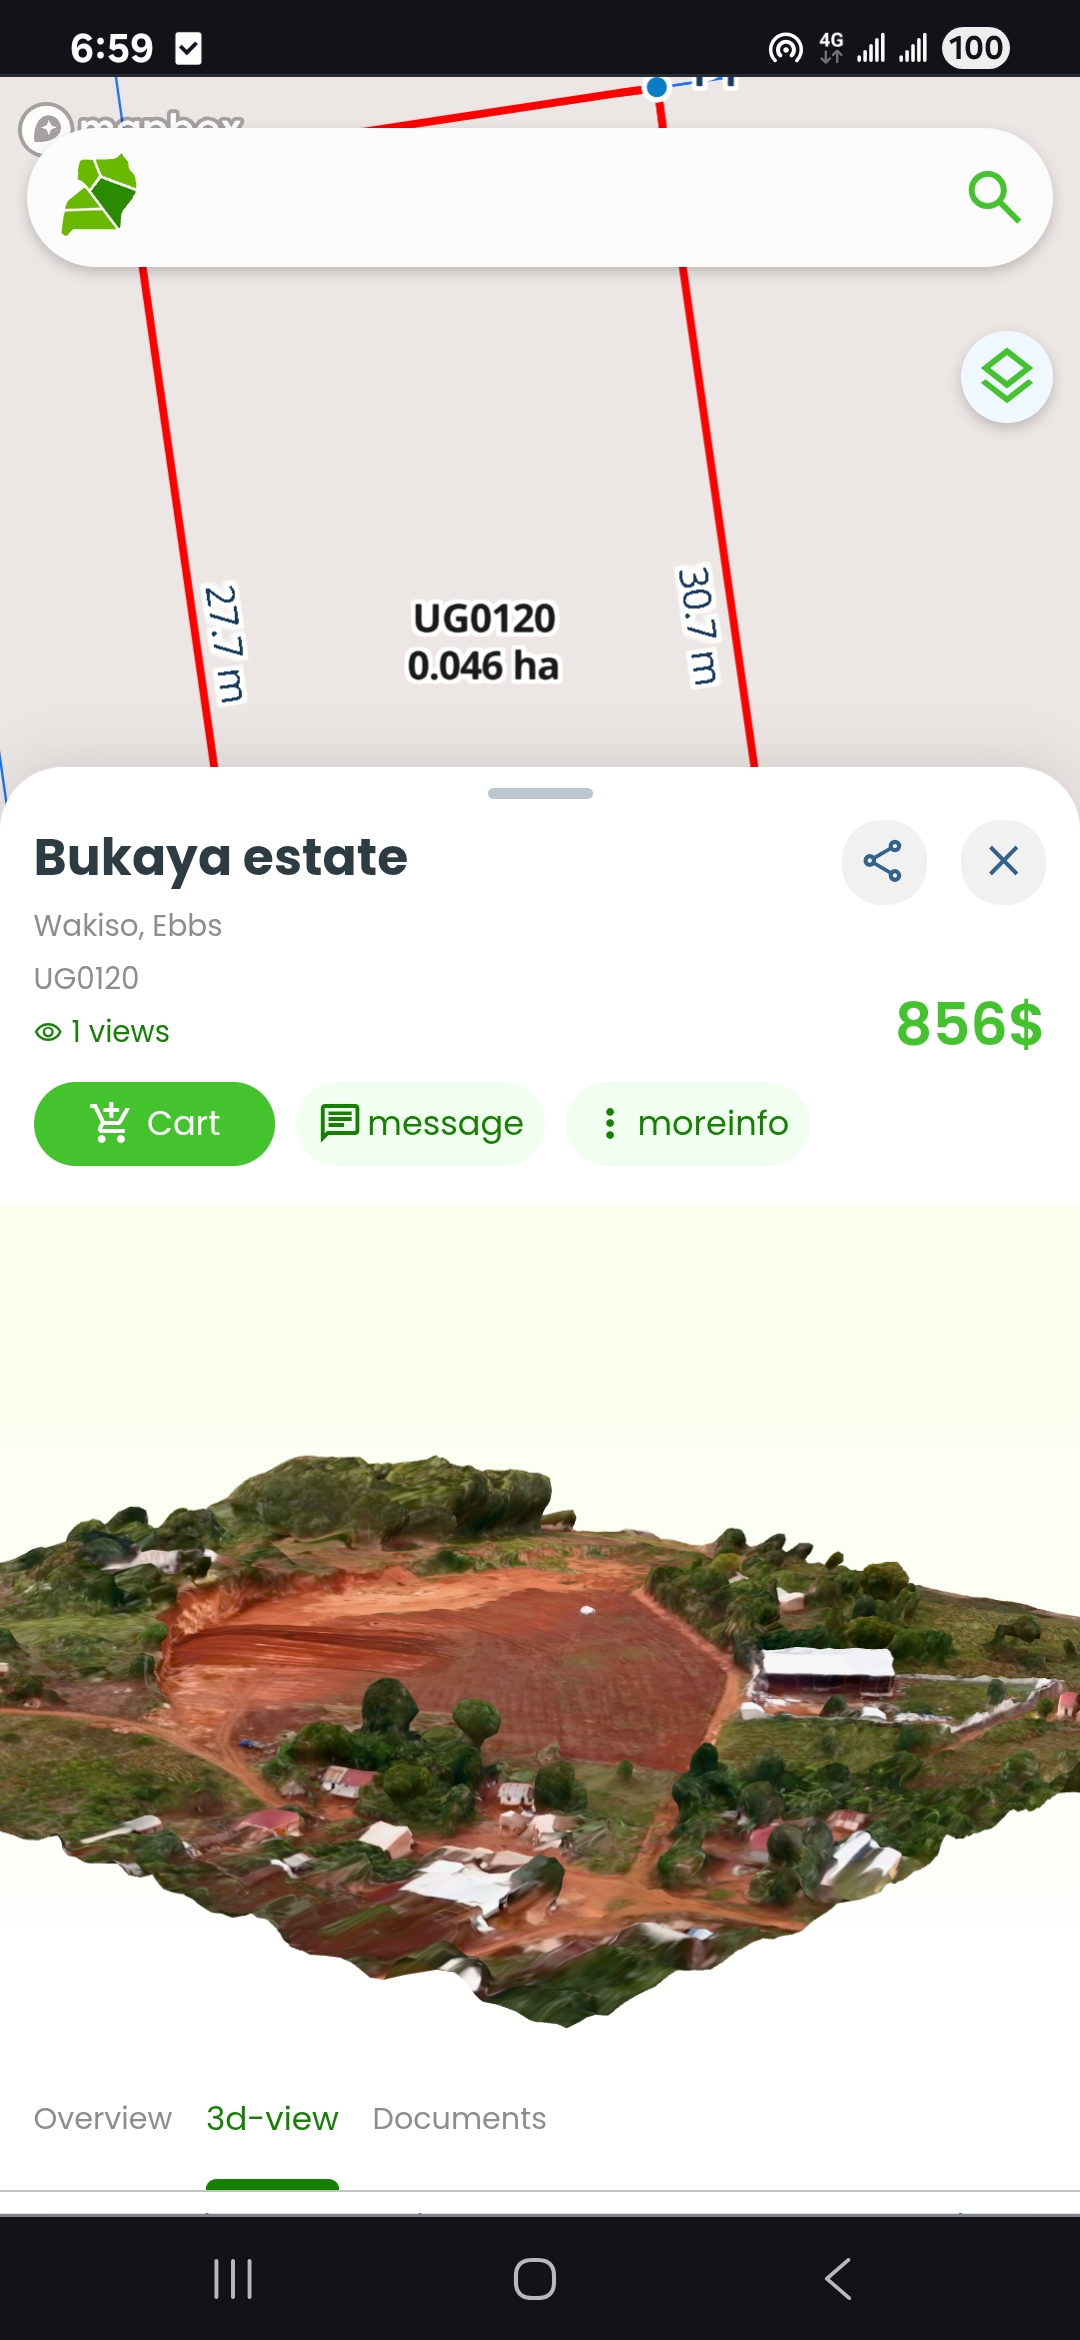 6:59
4G
100
mapbox
27.7 m
30.7 m
UG0120
0.046 ha
Bukaya estate
Wakiso, Ebbs
UG0120
1 views
856$
Cart
message
moreinfo
Overview
3d-view
Documents